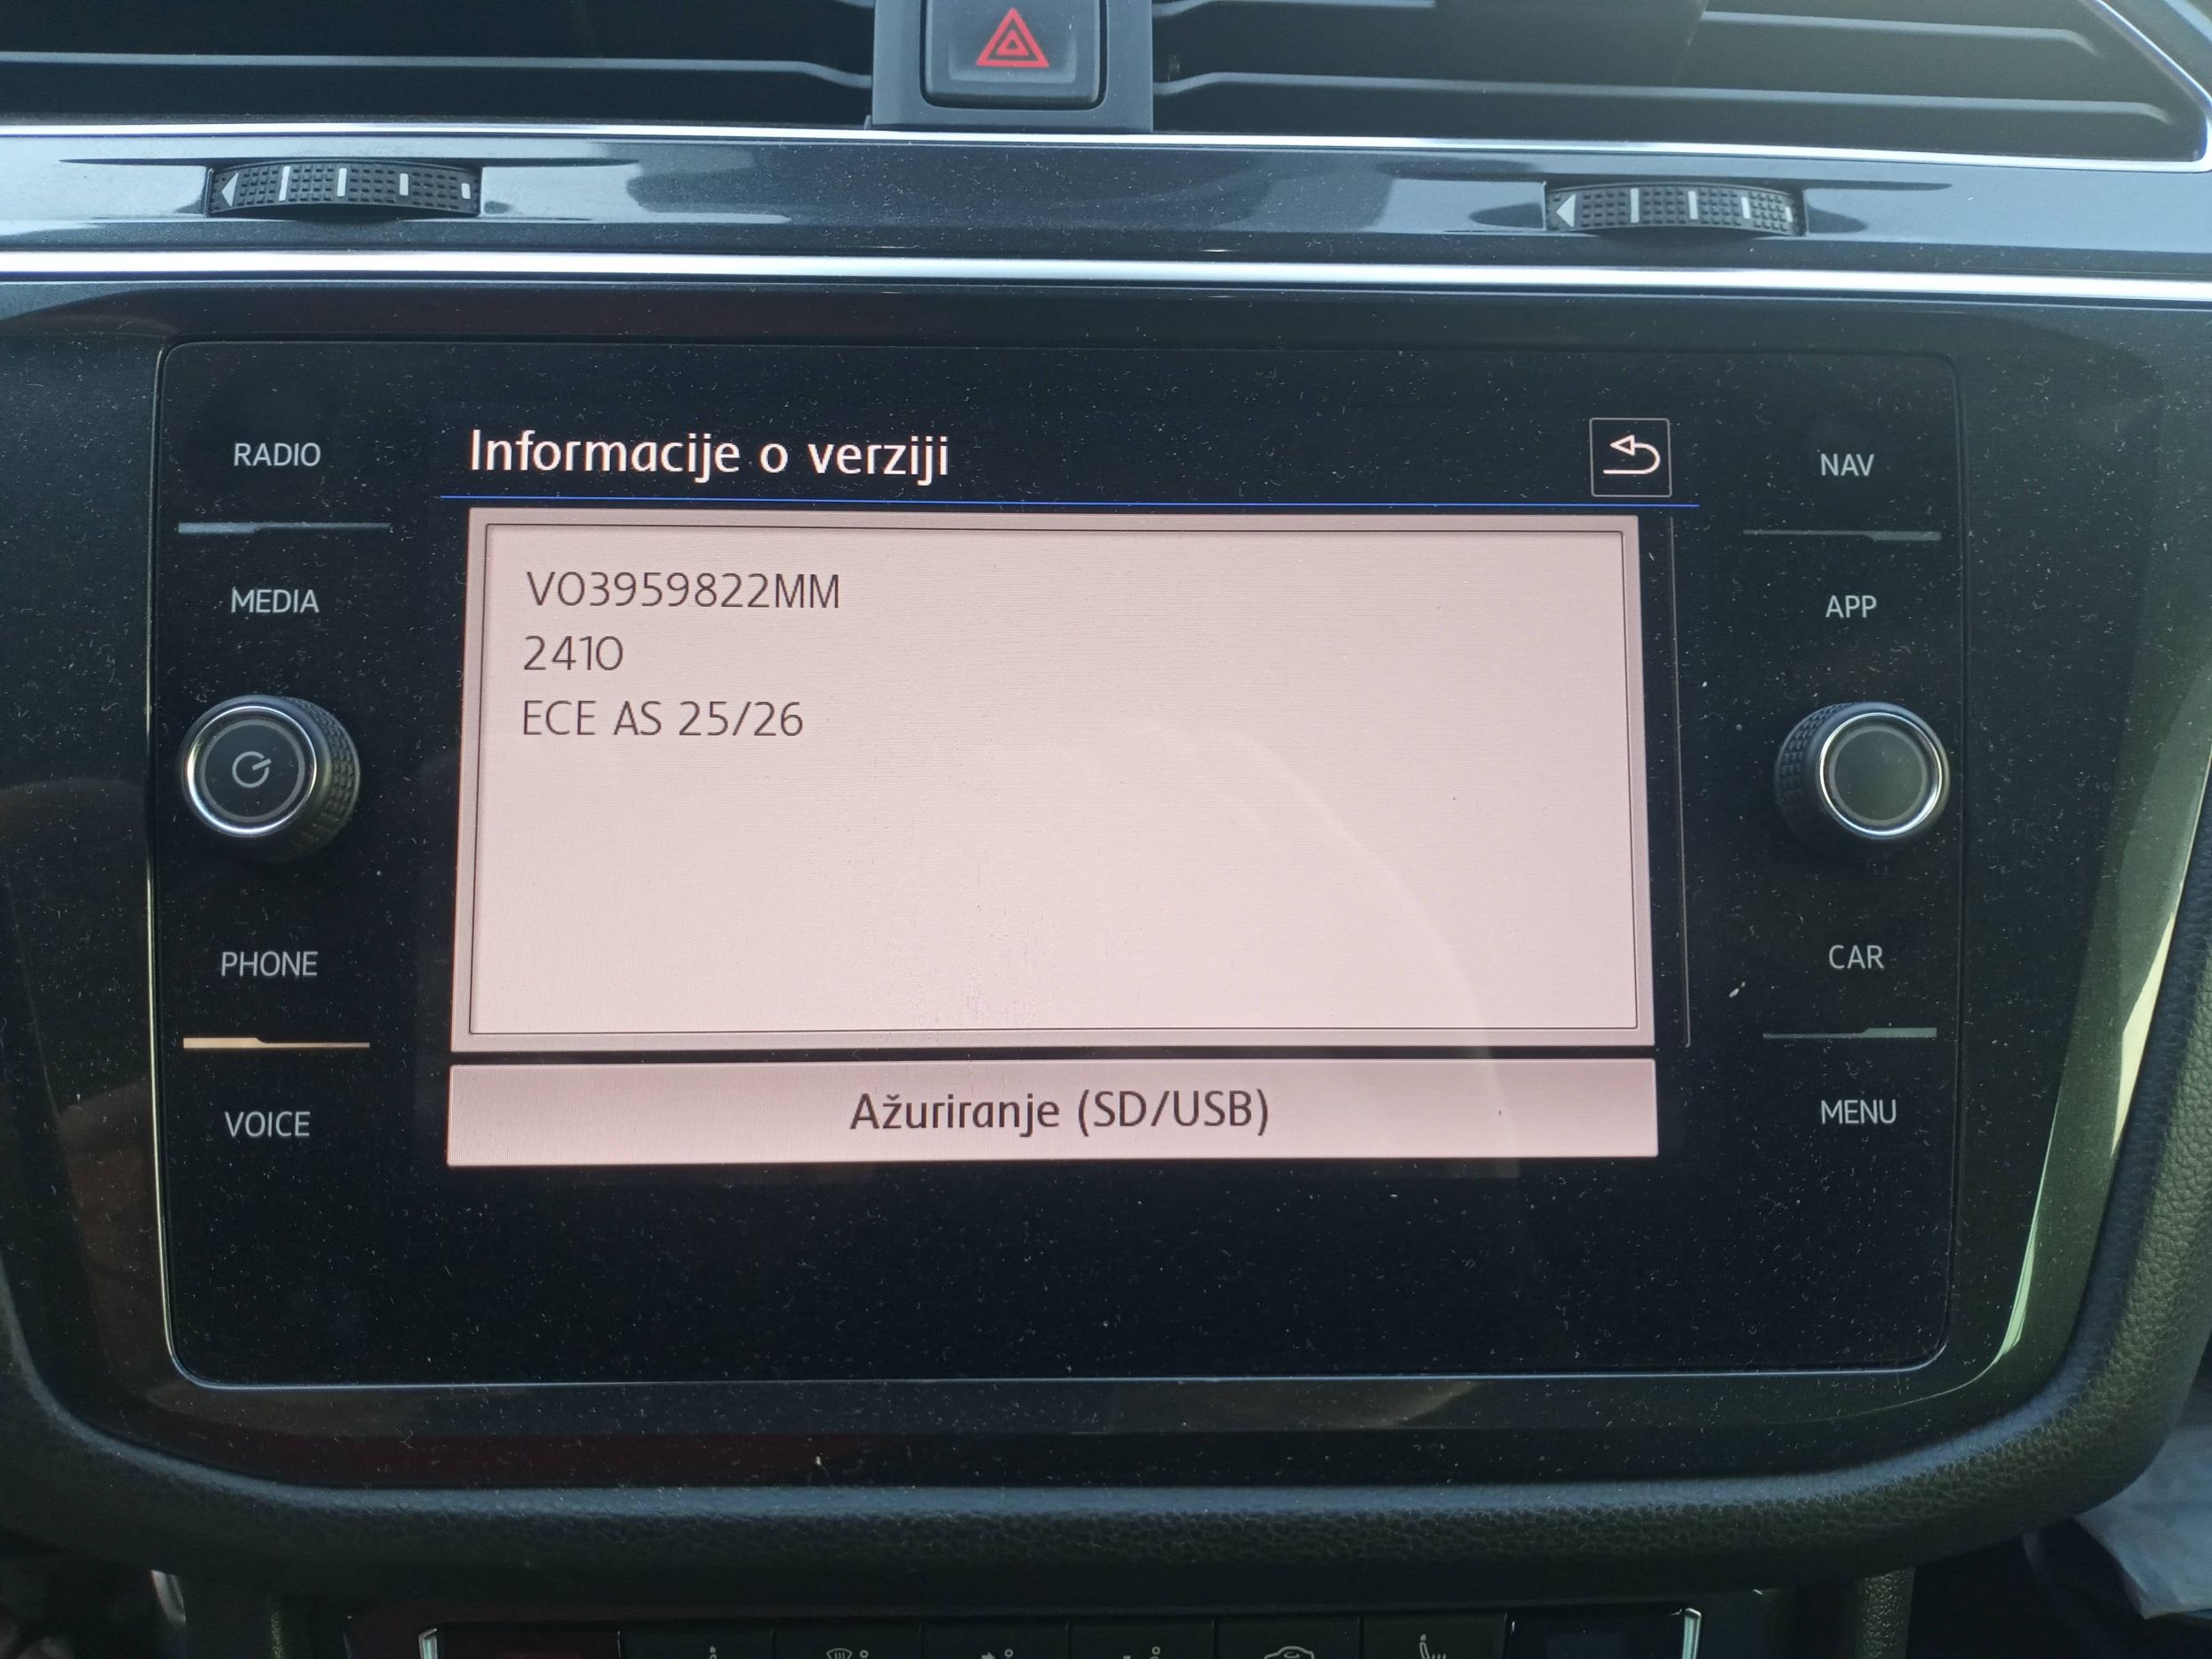 Informacije o verziji
RADIO
NAV
V03959822MM
MEDIA
APP
2410
ECE AS 25/26
PHONE
CAR
VOICE
Ažuriranje (SD/USB)
MENU